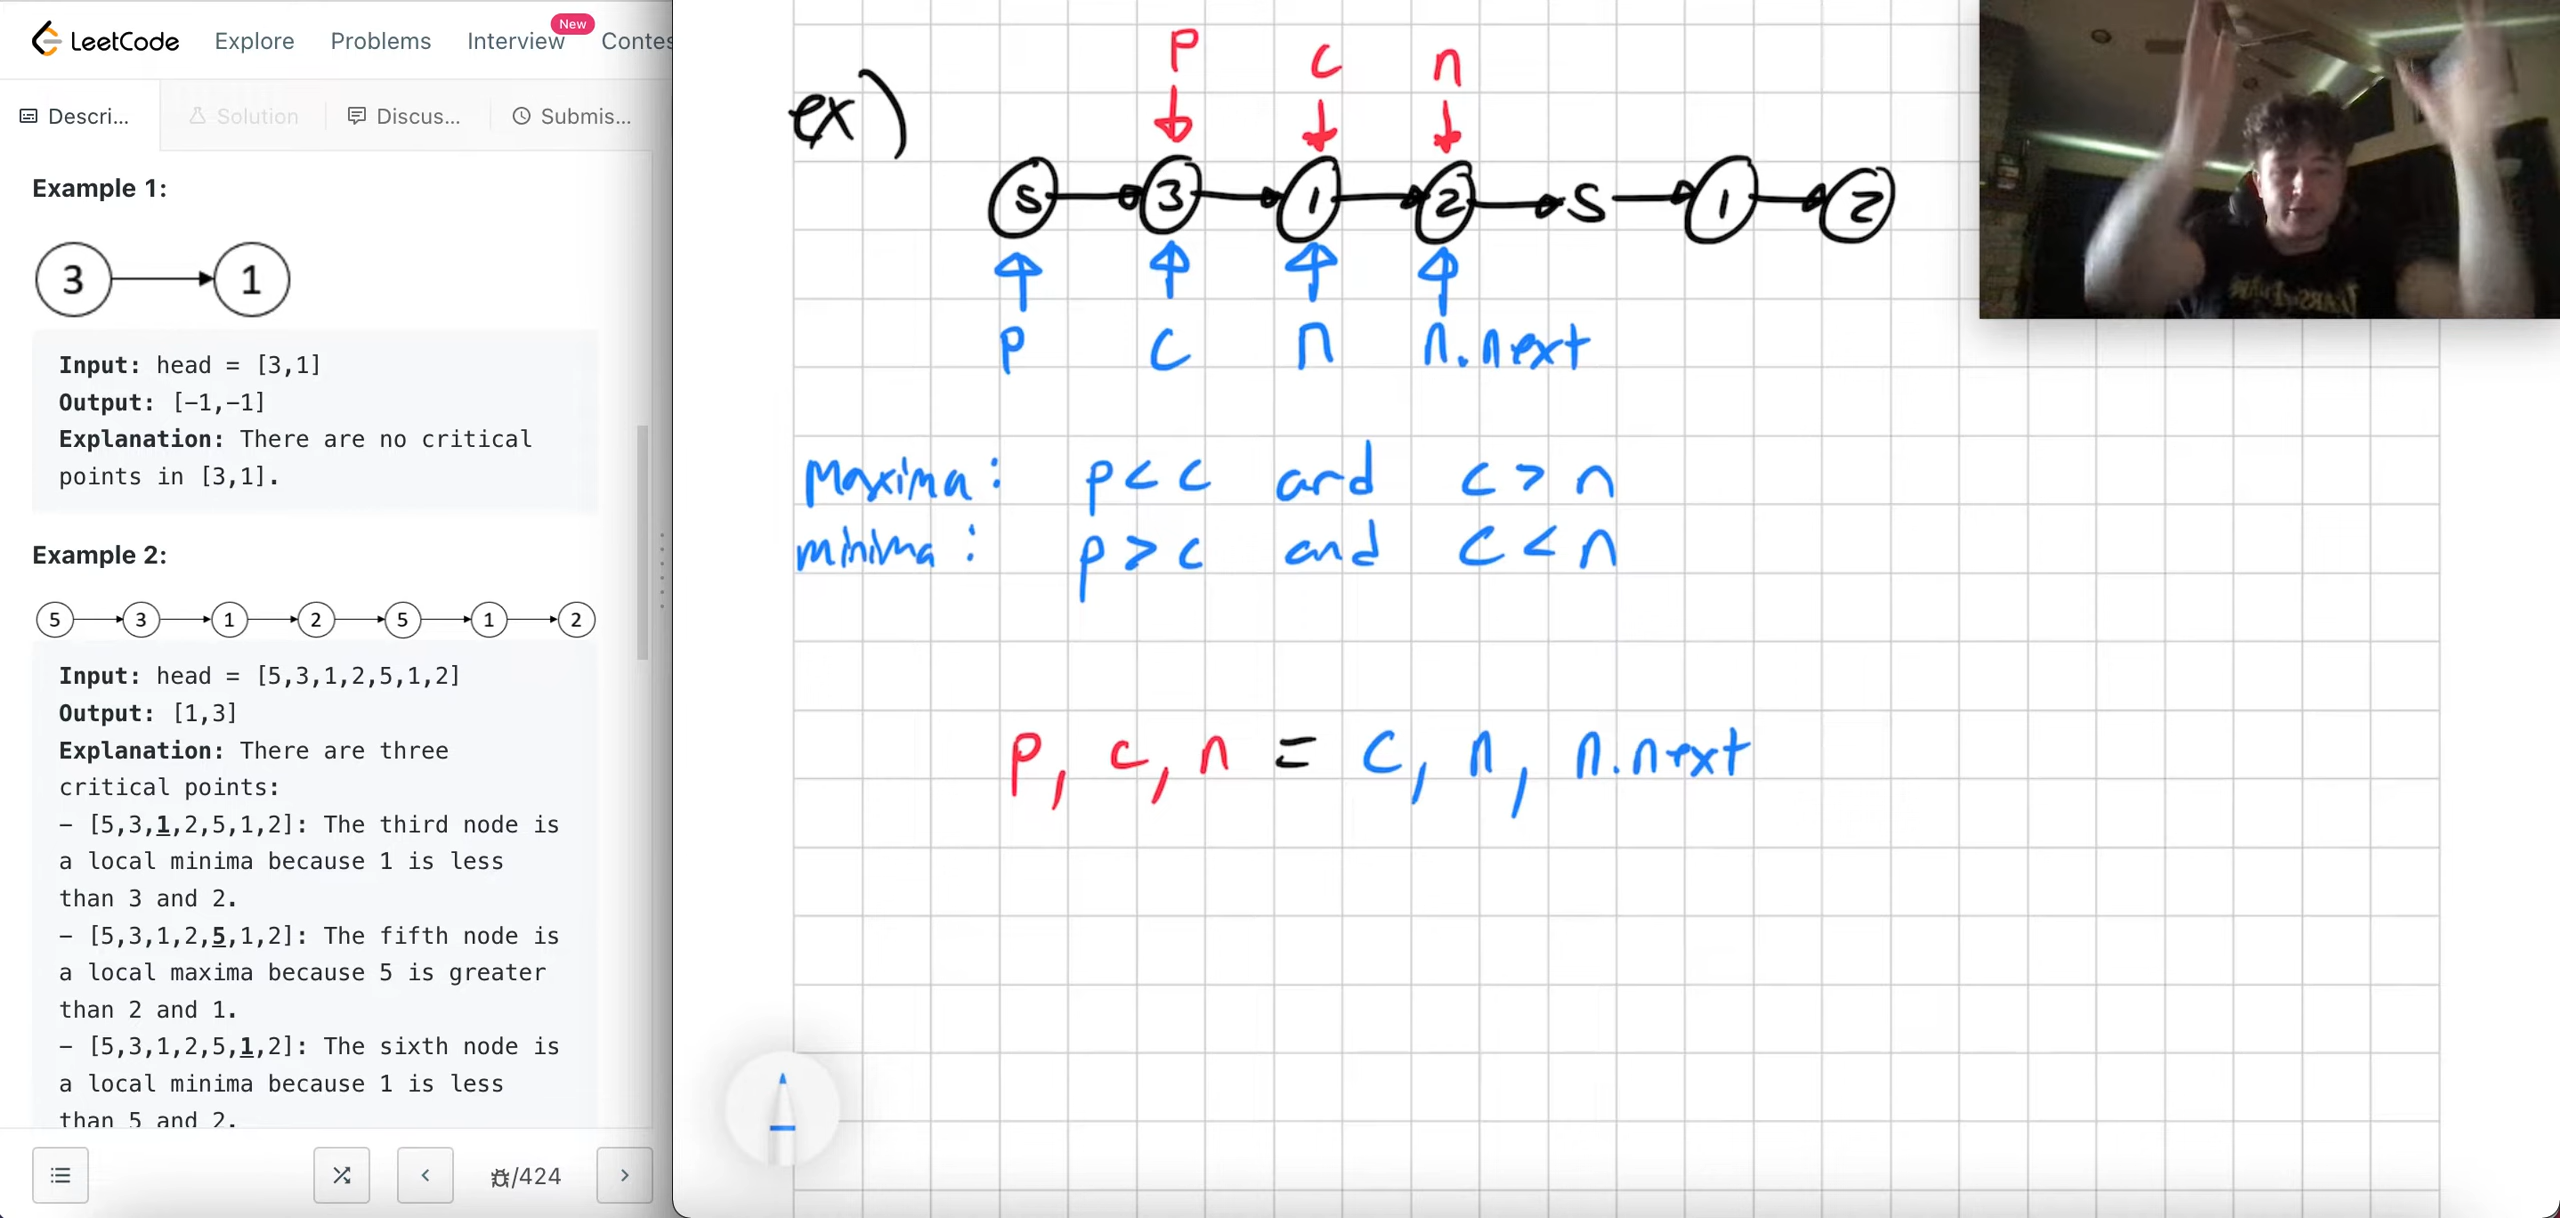 LeetCode Explore Problems Interview New Contes
Descri... Solution Discus... Submis...
Example 1:
3 1
Input: head = [3,1]
Output: [-1,-1]
Explanation: There are no critical
points in [3,1].
Example 2:
5 3 1 2 5 1 2
Input: head = [5,3,1,2,5,1,2]
Output: [1,3]
Explanation: There are three
critical points:
- [5,3,1,2,5,1,2]: The third node is
a local minima because 1 is less
than 3 and 2.
- [5,3,1,2,5,1,2]: The fifth node is
a local maxima because 5 is greater
than 2 and 1.
- [5,3,1,2,5,1,2]: The sixth node is
a local minima because 1 is less
than 5 and 2.
/424
P C n
ex)
5 3 1 2 5 1 2
P C n n.next
Maxima: p < c and c > n
minima: p > c and c < n
P, c, n = c, n, n.next